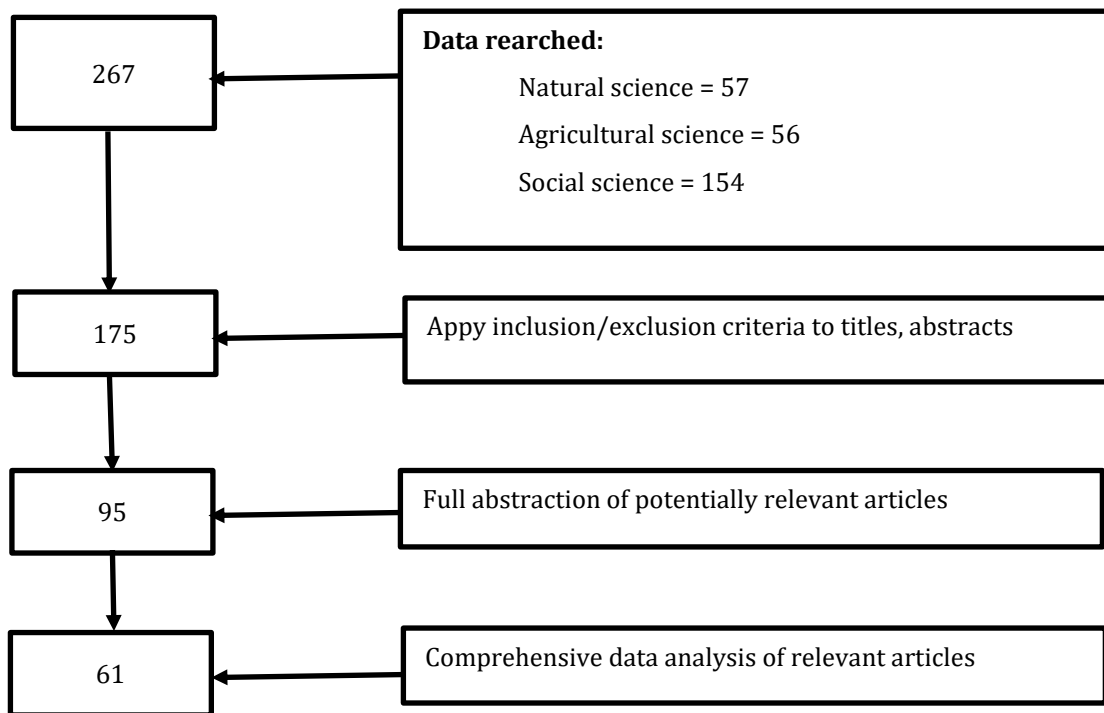 267
Data rearched:
Natural science = 57
Agricultural science = 56
Social science = 154
175
Appy inclusion/exclusion criteria to titles, abstracts
95
Full abstraction of potentially relevant articles
61
Comprehensive data analysis of relevant articles